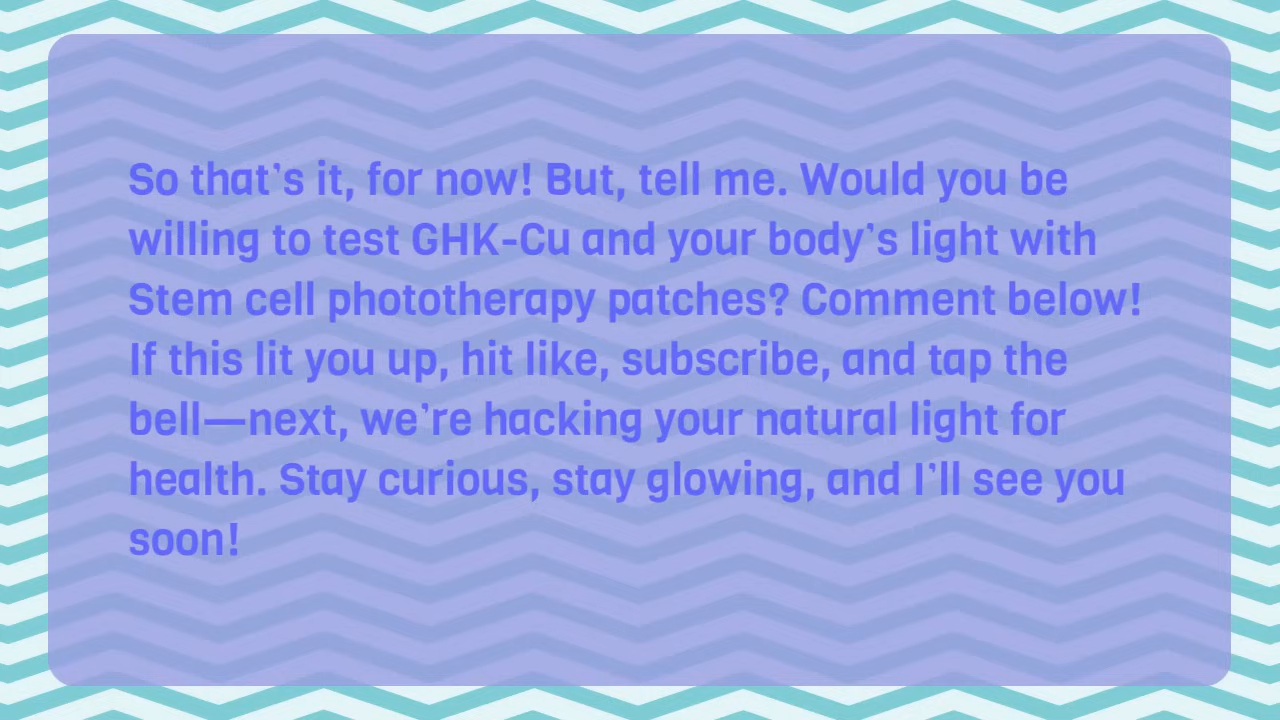 So that’s it, for now! But, tell me. Would you be
willing to test GHK-Cu and your body’s light with
Stem cell phototherapy patches? Comment below!
If this lit you up, hit like, subscribe, and tap the
bell—next, we’re hacking your natural light for
health. Stay curious, stay glowing, and I’ll see you
soon!